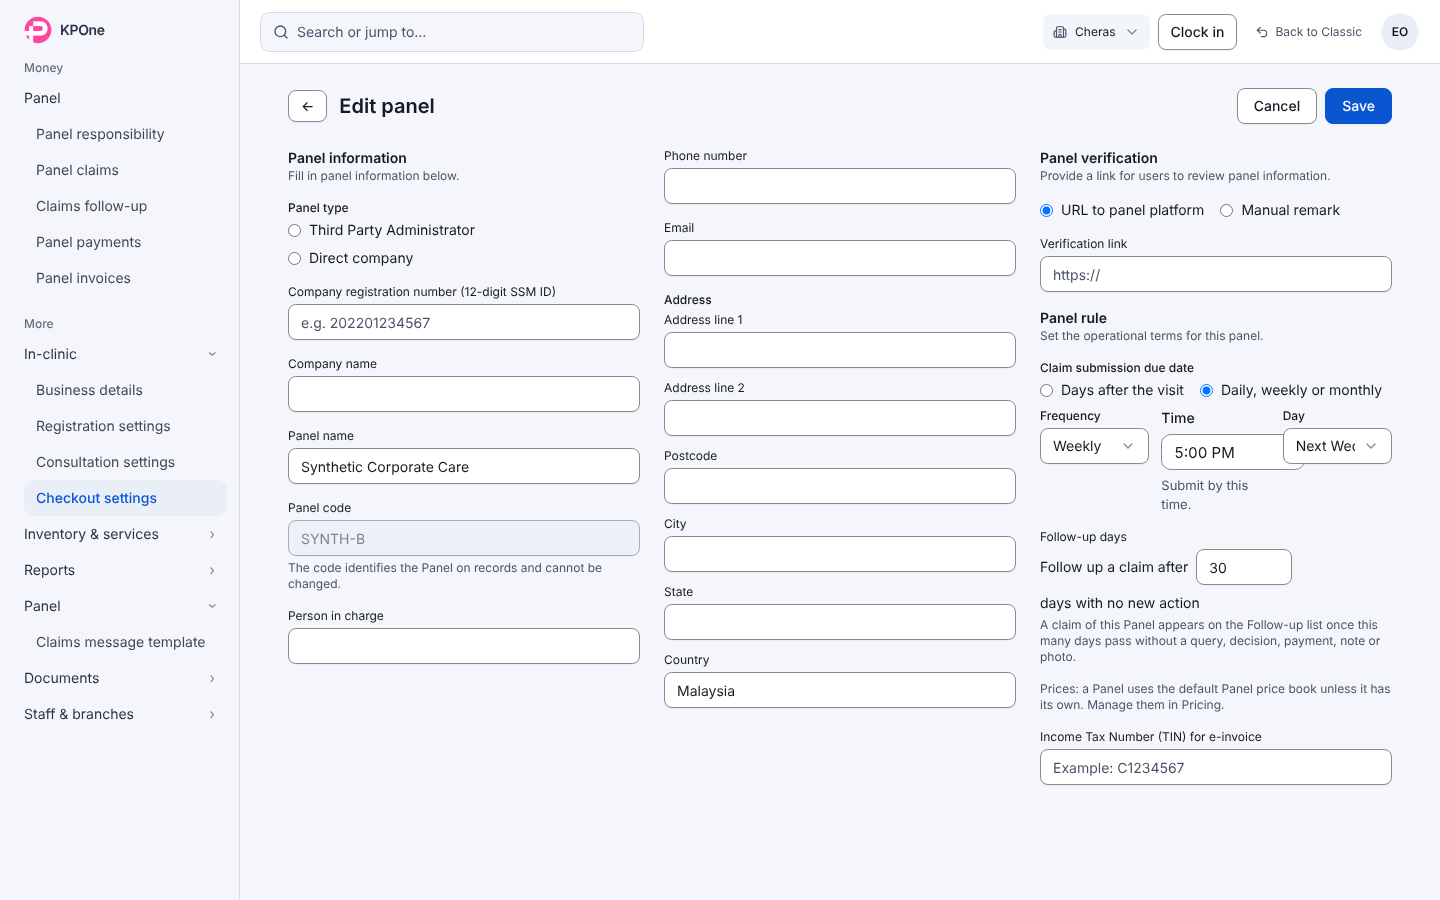 KPOne
Search or jump to...
Cheras
Clock in
Back to Classic
EO
Money
Panel
Panel responsibility
Panel claims
Claims follow-up
Panel payments
Panel invoices
More
In-clinic
Business details
Registration settings
Consultation settings
Checkout settings
Inventory & services
Reports
Panel
Claims message template
Documents
Staff & branches
Edit panel
Cancel
Save
Panel information
Fill in panel information below.
Panel type
Third Party Administrator
Direct company
Company registration number (12-digit SSM ID)
e.g. 202201234567
Company name
Panel name
Synthetic Corporate Care
Panel code
SYNTH-B
The code identifies the Panel on records and cannot be
changed.
Person in charge
Phone number
Email
Address
Address line 1
Address line 2
Postcode
City
State
Country
Malaysia
Panel verification
Provide a link for users to review panel information.
URL to panel platform
Manual remark
Verification link
https://
Panel rule
Set the operational terms for this panel.
Claim submission due date
Days after the visit
Daily, weekly or monthly
Frequency
Time
Day
Weekly
5:00 PM
Next Wed
Submit by this
time.
Follow-up days
Follow up a claim after
30
days with no new action
A claim of this Panel appears on the Follow-up list once this
many days pass without a query, decision, payment, note or
photo.
Prices: a Panel uses the default Panel price book unless it has
its own. Manage them in Pricing.
Income Tax Number (TIN) for e-invoice
Example: C1234567